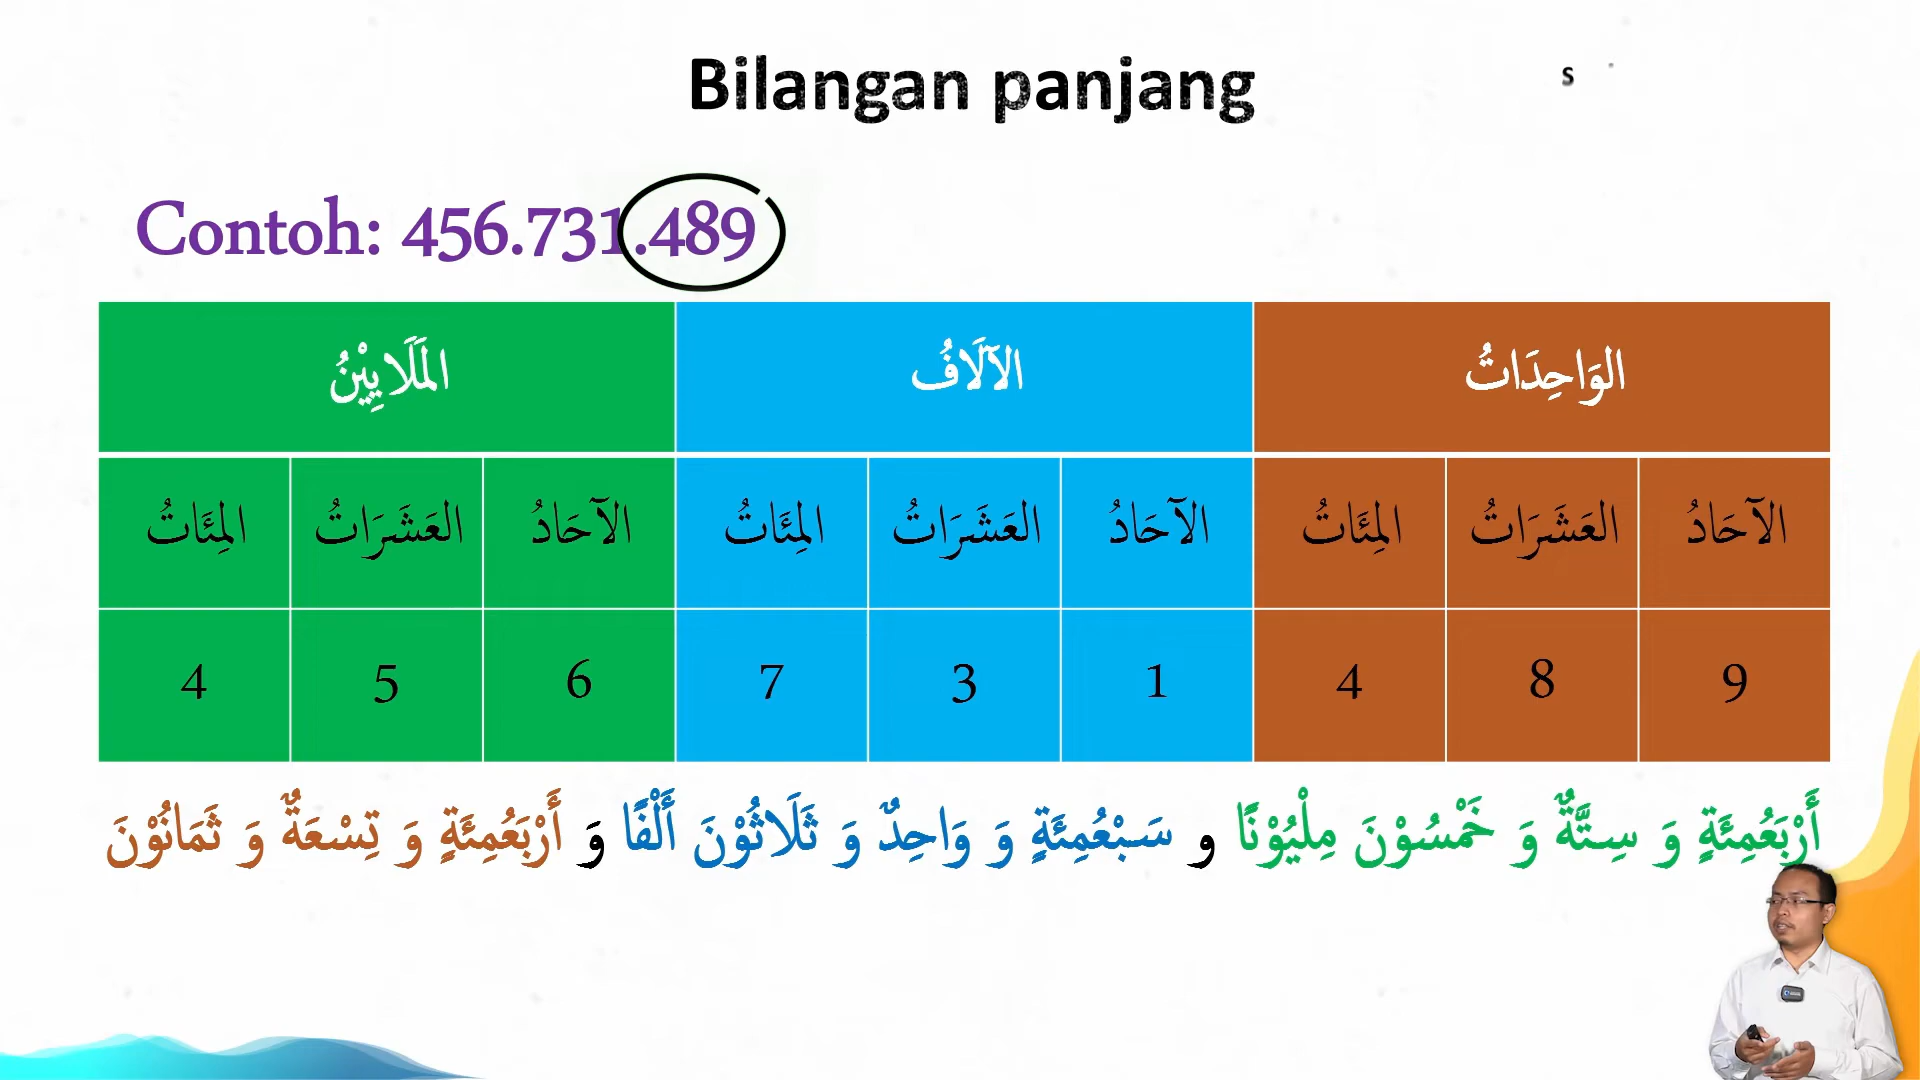 Bilangan panjang
s
Contoh: 456.731.489
المَلَايِيْنُ الآلَافُ الوَاحِدَاتُ
المِئَاتُ العَشَرَاتُ الآحَادُ المِئَاتُ العَشَرَاتُ الآحَادُ المِئَاتُ العَشَرَاتُ الآحَادُ
4 5 6 7 3 1 4 8 9
أَرْبَعُمِئَةٍ وَ سِتَّةٌ وَ خَمْسُوْنَ مِلْيُوْنًا و سَبْعُمِئَةٍ وَ وَاحِدٌ وَ ثَلَاثُوْنَ أَلْفًا وَ أَرْبَعُمِئَةٍ وَ تِسْعَةٌ وَ ثَمَانُوْنَ